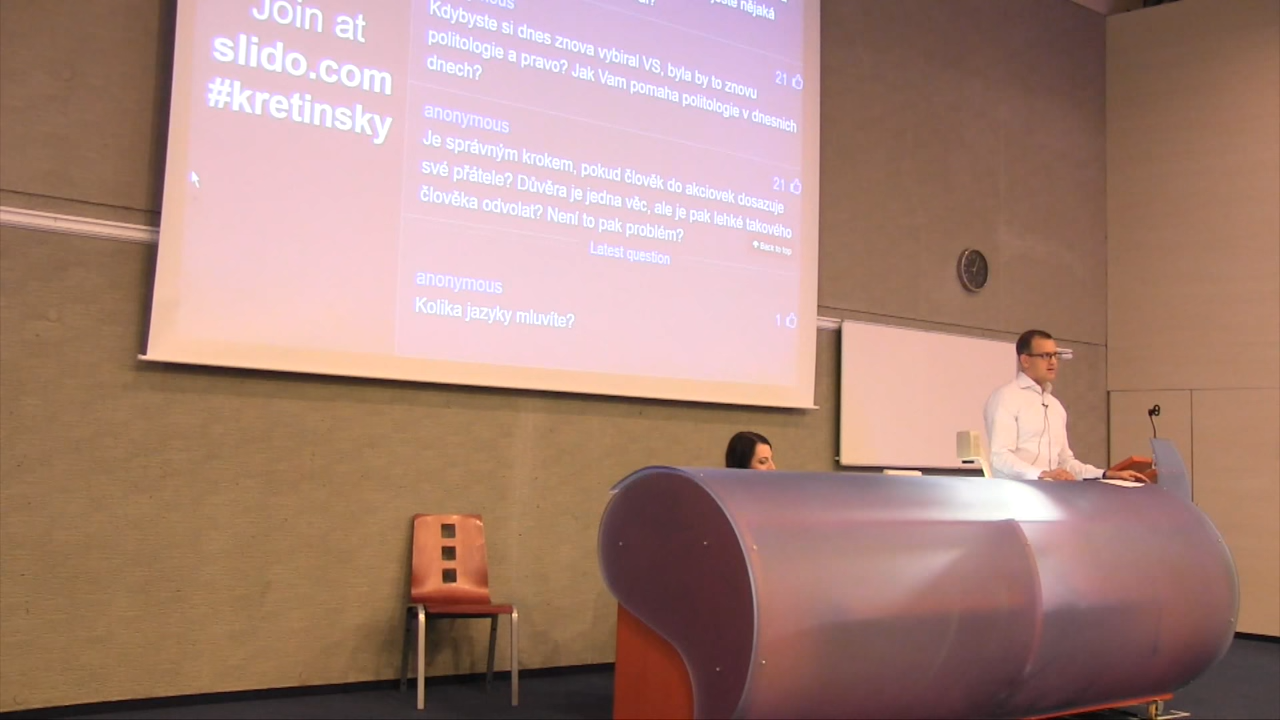 Join at
slido.com
#kretinsky
nějaká
Kdybyste si dnes znova vybiral VS, byla by to znovu
politologie a pravo? Jak Vam pomaha politologie v dnesnich
dnech?
21
anonymous
Je správným krokem, pokud člověk do akciovek dosazuje
své přátele? Důvěra je jedna věc, ale je pak lehké takového
člověka odvolat? Není to pak problém?
21
Back to top
Latest question
anonymous
Kolika jazyky mluvíte?
1